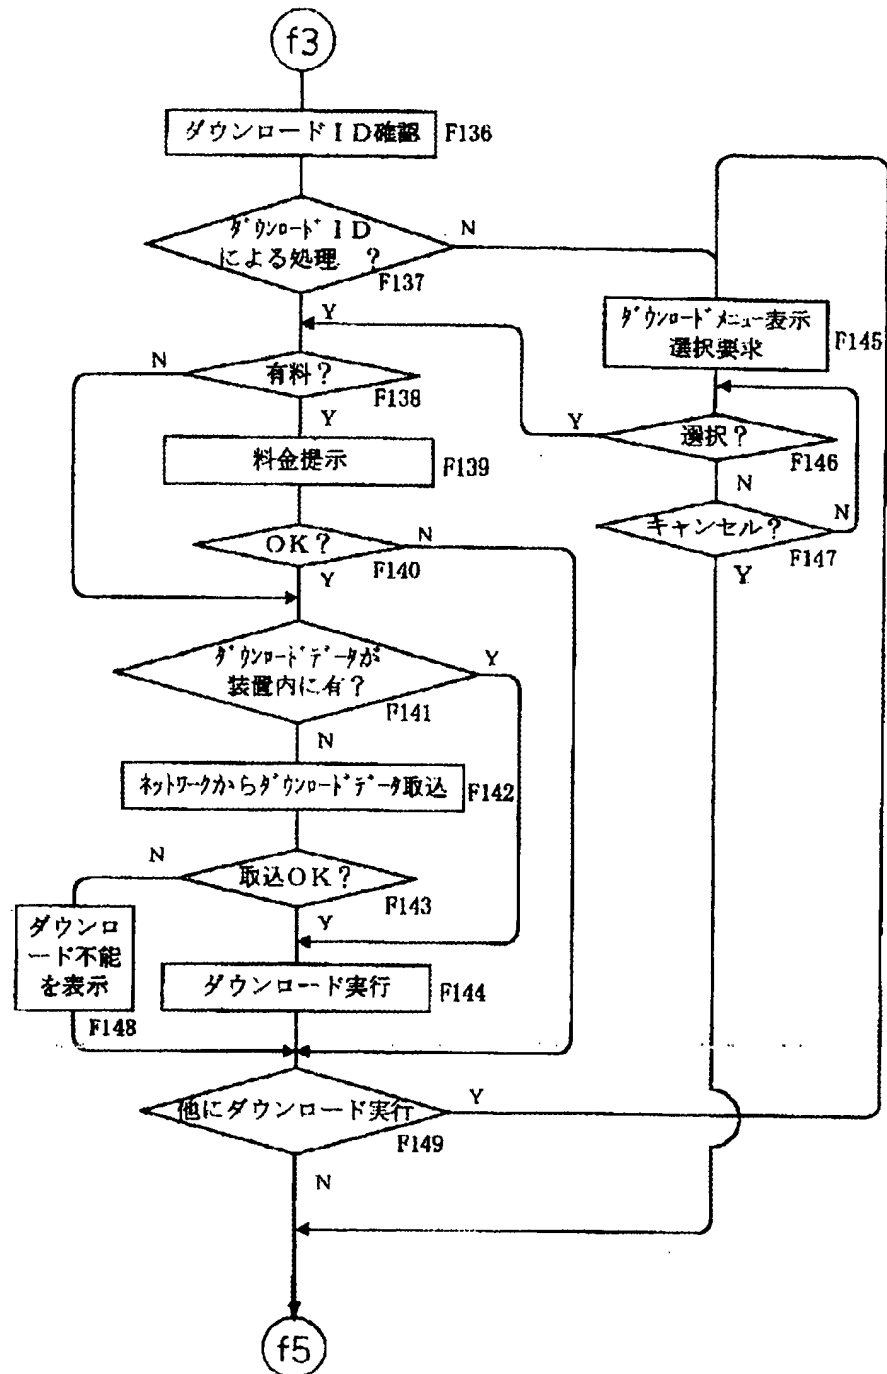 f3
ダウンロードID確認
F136
ダウンロードID
による処理 ?
F137
N
Y
ダウンロードメニュー表示
選択要求
F145
有料?
F138
N
Y
選択?
F146
Y
N
料金提示
F139
キャンセル?
F147
N
Y
OK?
F140
N
Y
ダウンロードデータが
装置内に有?
F141
Y
N
ネットワークからダウンロードデータ取込
F142
取込OK?
F143
N
Y
ダウンロ
ード不能
を表示
F148
ダウンロード実行
F144
他にダウンロード実行
F149
Y
N
f5